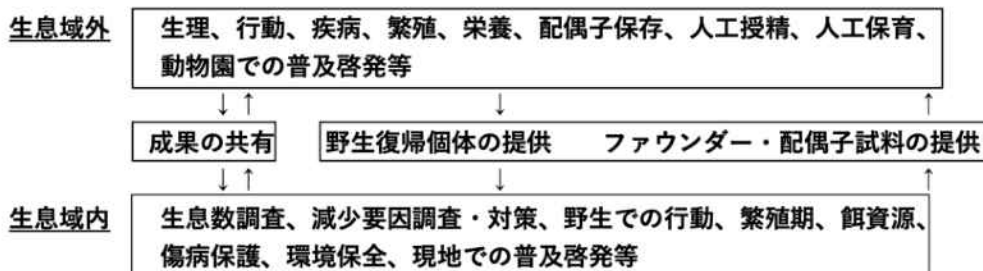 生息域外
生理、行動、疾病、繁殖、栄養、配偶子保存、人工授精、人工保育、
動物園での普及啓発等
↓ ↑ ↓ ↑
成果の共有 野生復帰個体の提供 ファウンダー・配偶子試料の提供
↓ ↑ ↓ ↑
生息域内
生息数調査、減少要因調査・対策、野生での行動、繁殖期、餌資源、
傷病保護、環境保全、現地での普及啓発等